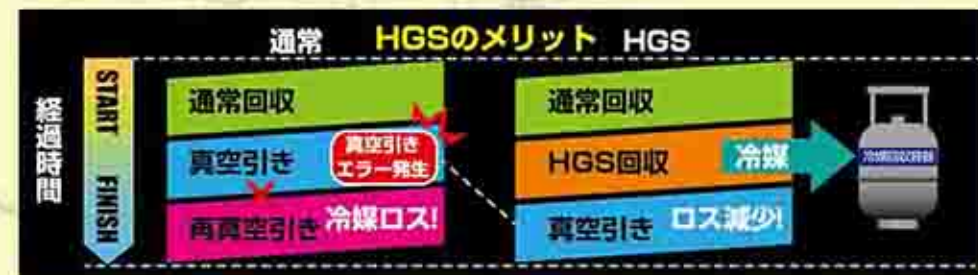 通常 HGSのメリット HGS
経過時間
START
FINISH
通常回収
真空引き
真空引き
エラー発生
再真空引き 冷媒ロス!
通常回収
HGS回収 冷媒
真空引き ロス減少!